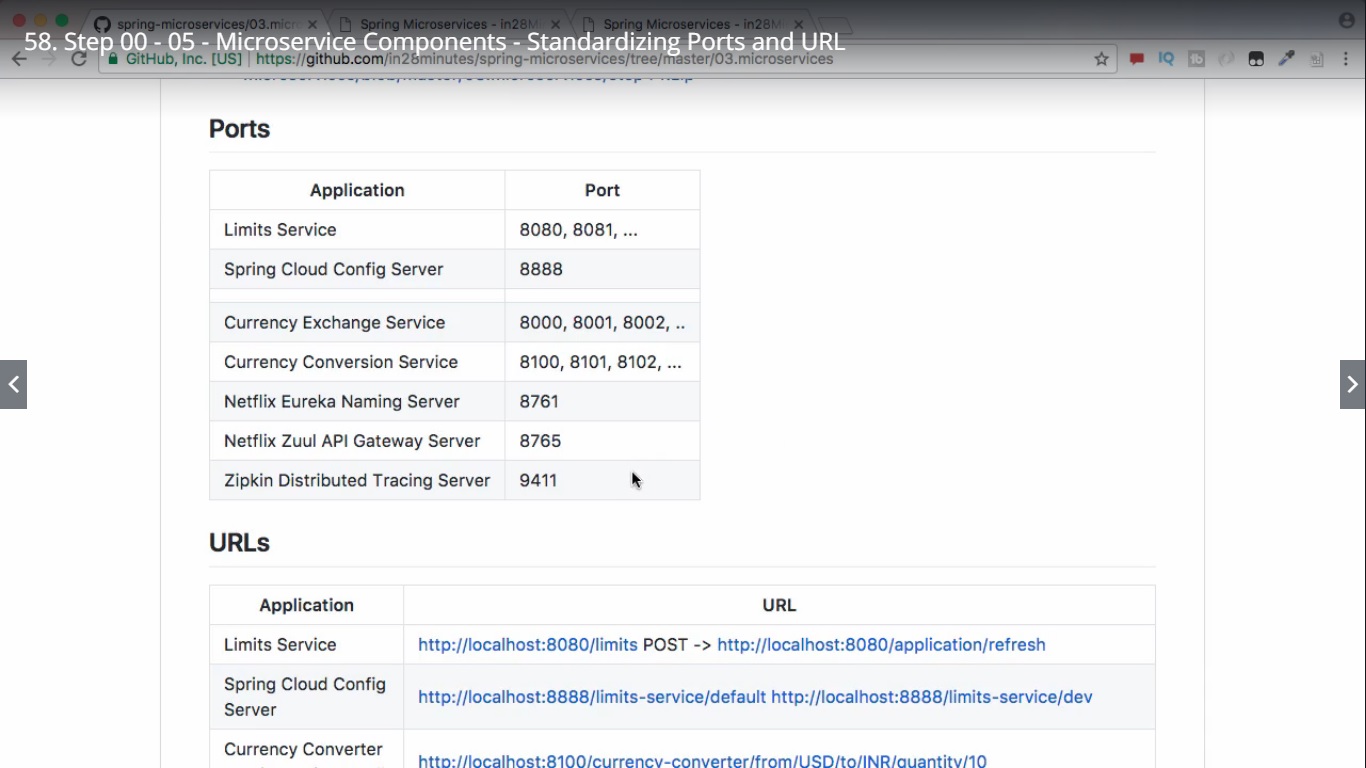 spring-microservices/03.micr
Spring Microservices - in28M
Spring Microservices - in28M
58. Step 00 - 05 - Microservice Components - Standardizing Ports and URL
GitHub, Inc. [US] | https://github.com/in28minutes/spring-microservices/tree/master/03.microservices
Ports
Application Port
Limits Service 8080, 8081, ...
Spring Cloud Config Server 8888
Currency Exchange Service 8000, 8001, 8002, ..
Currency Conversion Service 8100, 8101, 8102, ...
Netflix Eureka Naming Server 8761
Netflix Zuul API Gateway Server 8765
Zipkin Distributed Tracing Server 9411
URLs
Application URL
Limits Service http://localhost:8080/limits POST -> http://localhost:8080/application/refresh
Spring Cloud Config
Server
http://localhost:8888/limits-service/default http://localhost:8888/limits-service/dev
Currency Converter
http://localhost:8100/currency-converter/from/USD/to/INR/quantity/10